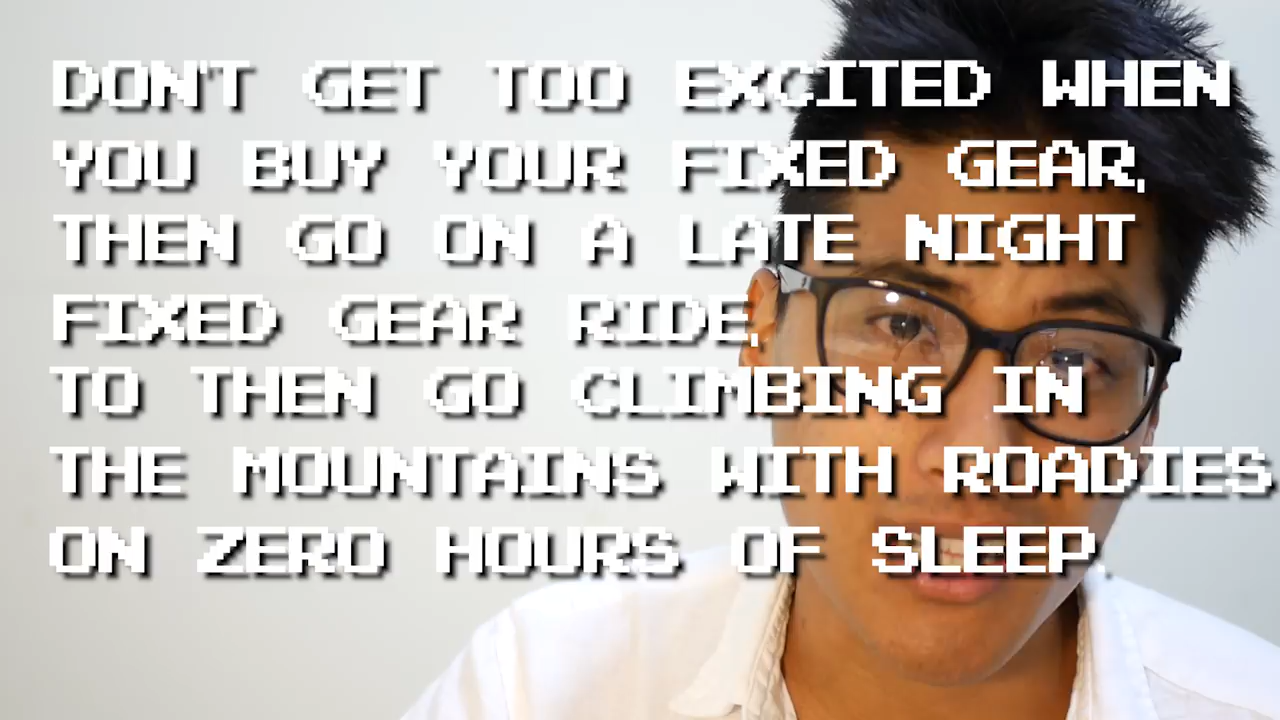 DON'T GET TOO EXCITED WHEN
YOU BUY YOUR FIXED GEAR,
THEN GO ON A LATE NIGHT
FIXED GEAR RIDE,
TO THEN GO CLIMBING IN
THE MOUNTAINS WITH ROADIES
ON ZERO HOURS OF SLEEP.